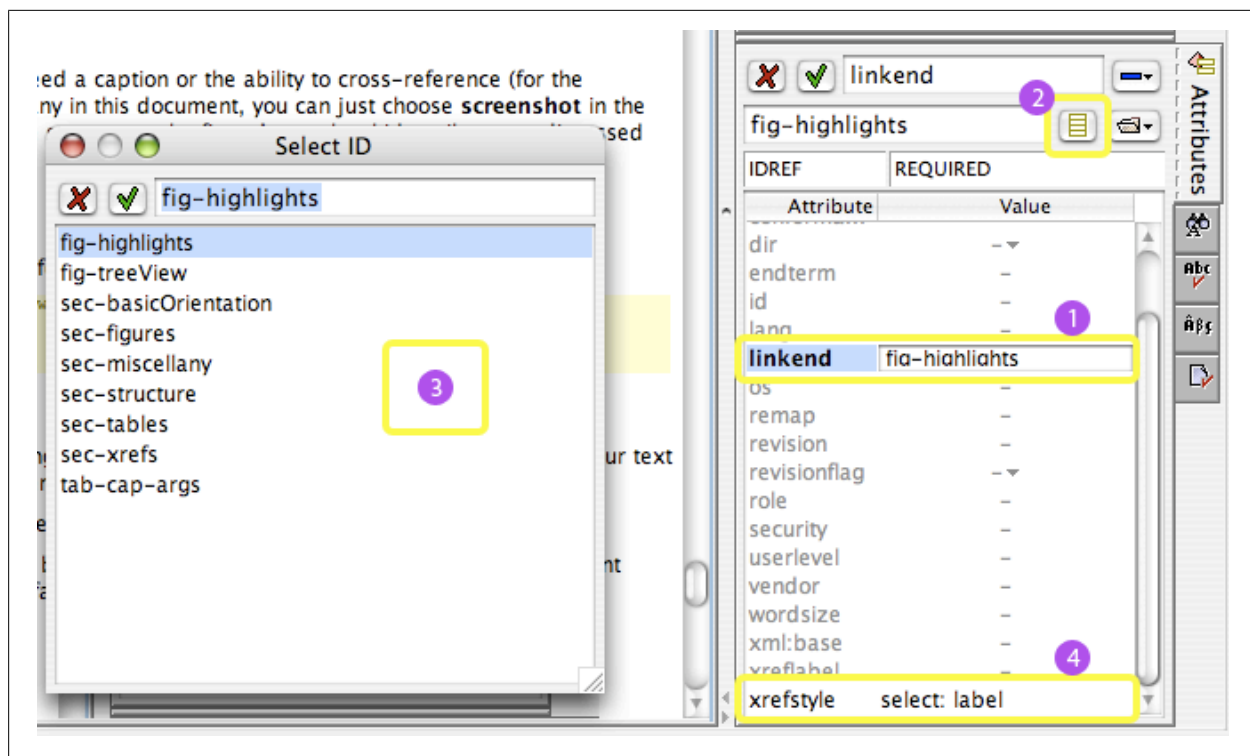 eed a caption or the ability to cross-reference (for the
ny in this document, you can just choose screenshot in the
ssed
Select ID
fig-highlights
fig-highlights
fig-treeView
sec-basicOrientation
sec-figures
sec-miscellany
sec-structure
sec-tables
sec-xrefs
tab-cap-args
3
ur text
nt
linkend
2
fig-highlights
IDREF REQUIRED
Attribute Value
dir –
endterm –
id –
lang –
1
linkend fig-highlights
os –
remap –
revision –
revisionflag –
role –
security –
userlevel –
vendor –
wordsize –
xml:base –
xreflabel –
4
xrefstyle select: label
Attributes
Abc
Âβς